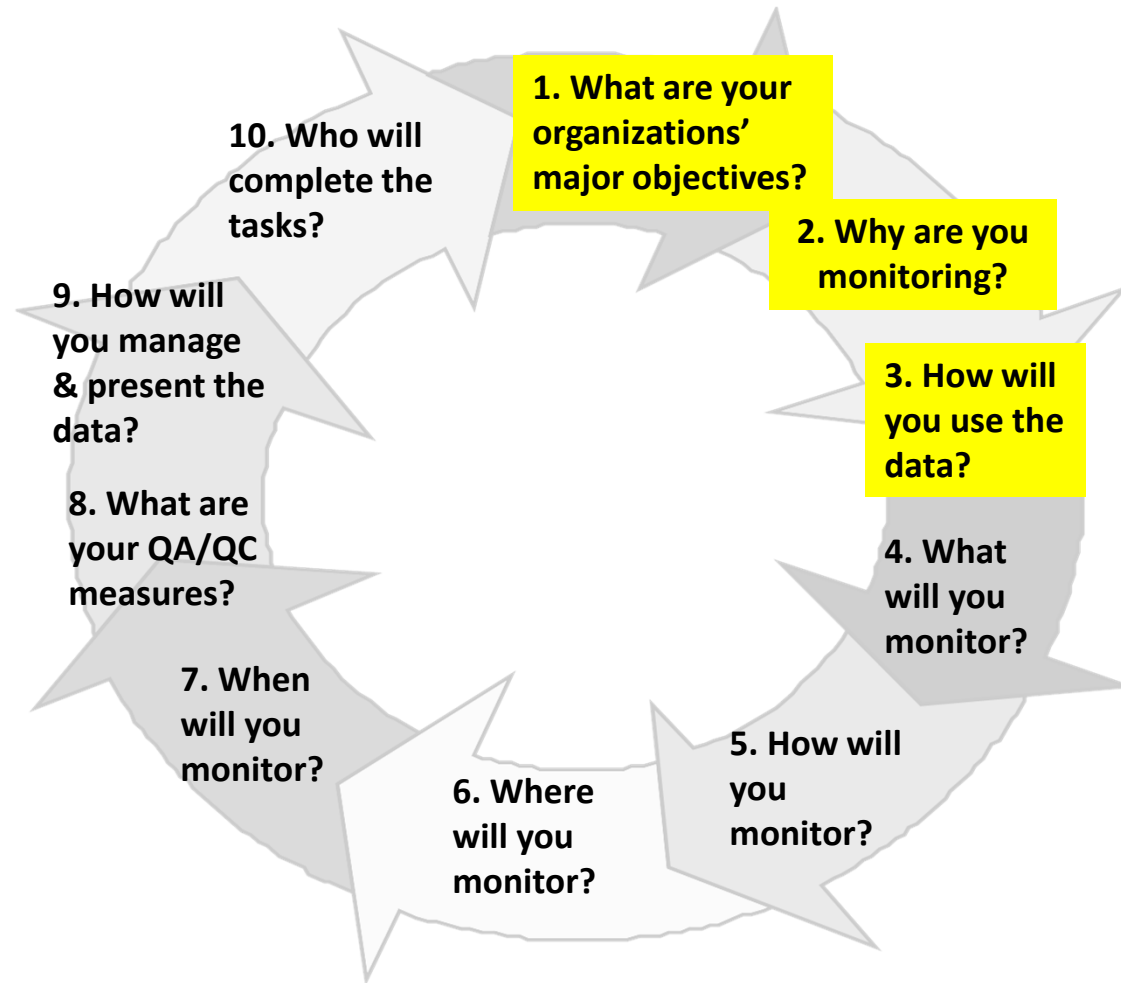 1. What are your
organizations’
major objectives?
2. Why are you
monitoring?
3. How will
you use the
data?
4. What
will you
monitor?
5. How will
you
monitor?
6. Where
will you
monitor?
7. When
will you
monitor?
8. What are
your QA/QC
measures?
9. How will
you manage
& present the
data?
10. Who will
complete the
tasks?